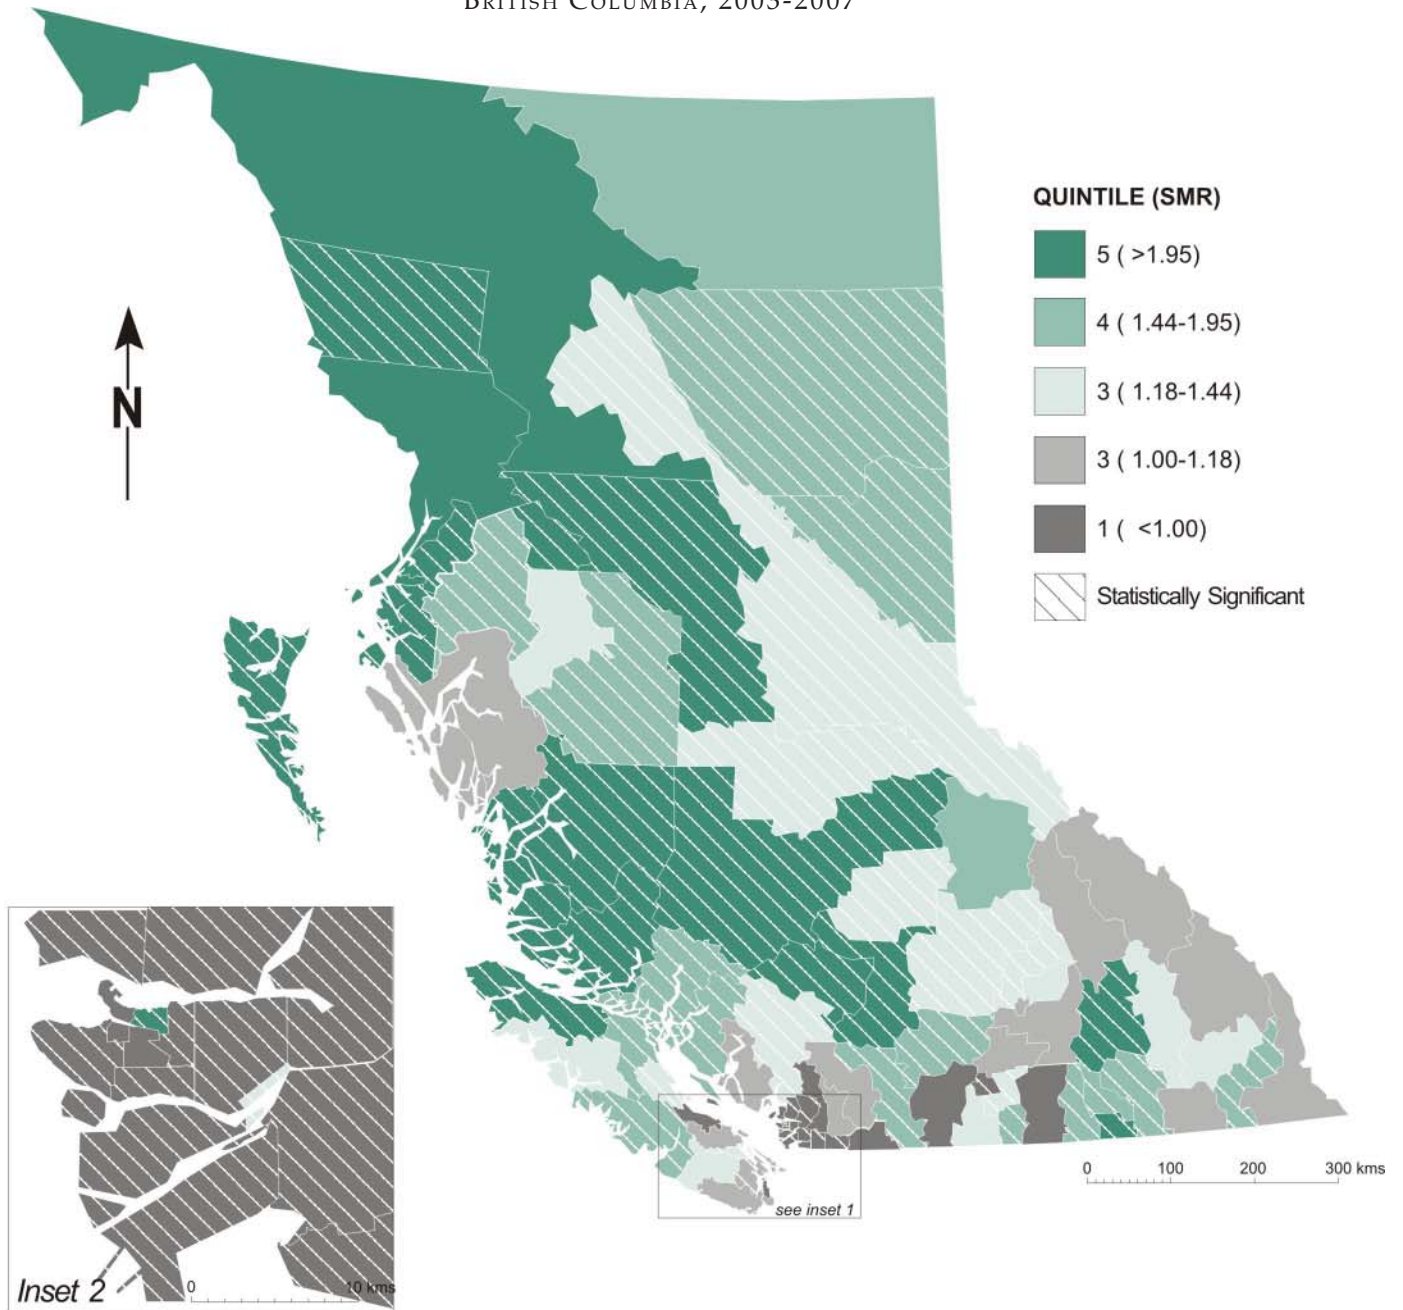 BRITISH COLUMBIA, 2003-2007
QUINTILE (SMR)
5 ( >1.95)
4 ( 1.44-1.95)
3 ( 1.18-1.44)
3 ( 1.00-1.18)
1 ( <1.00)
Statistically Significant
N
0 100 200 300 kms
see inset 1
Inset 2
0 10 kms